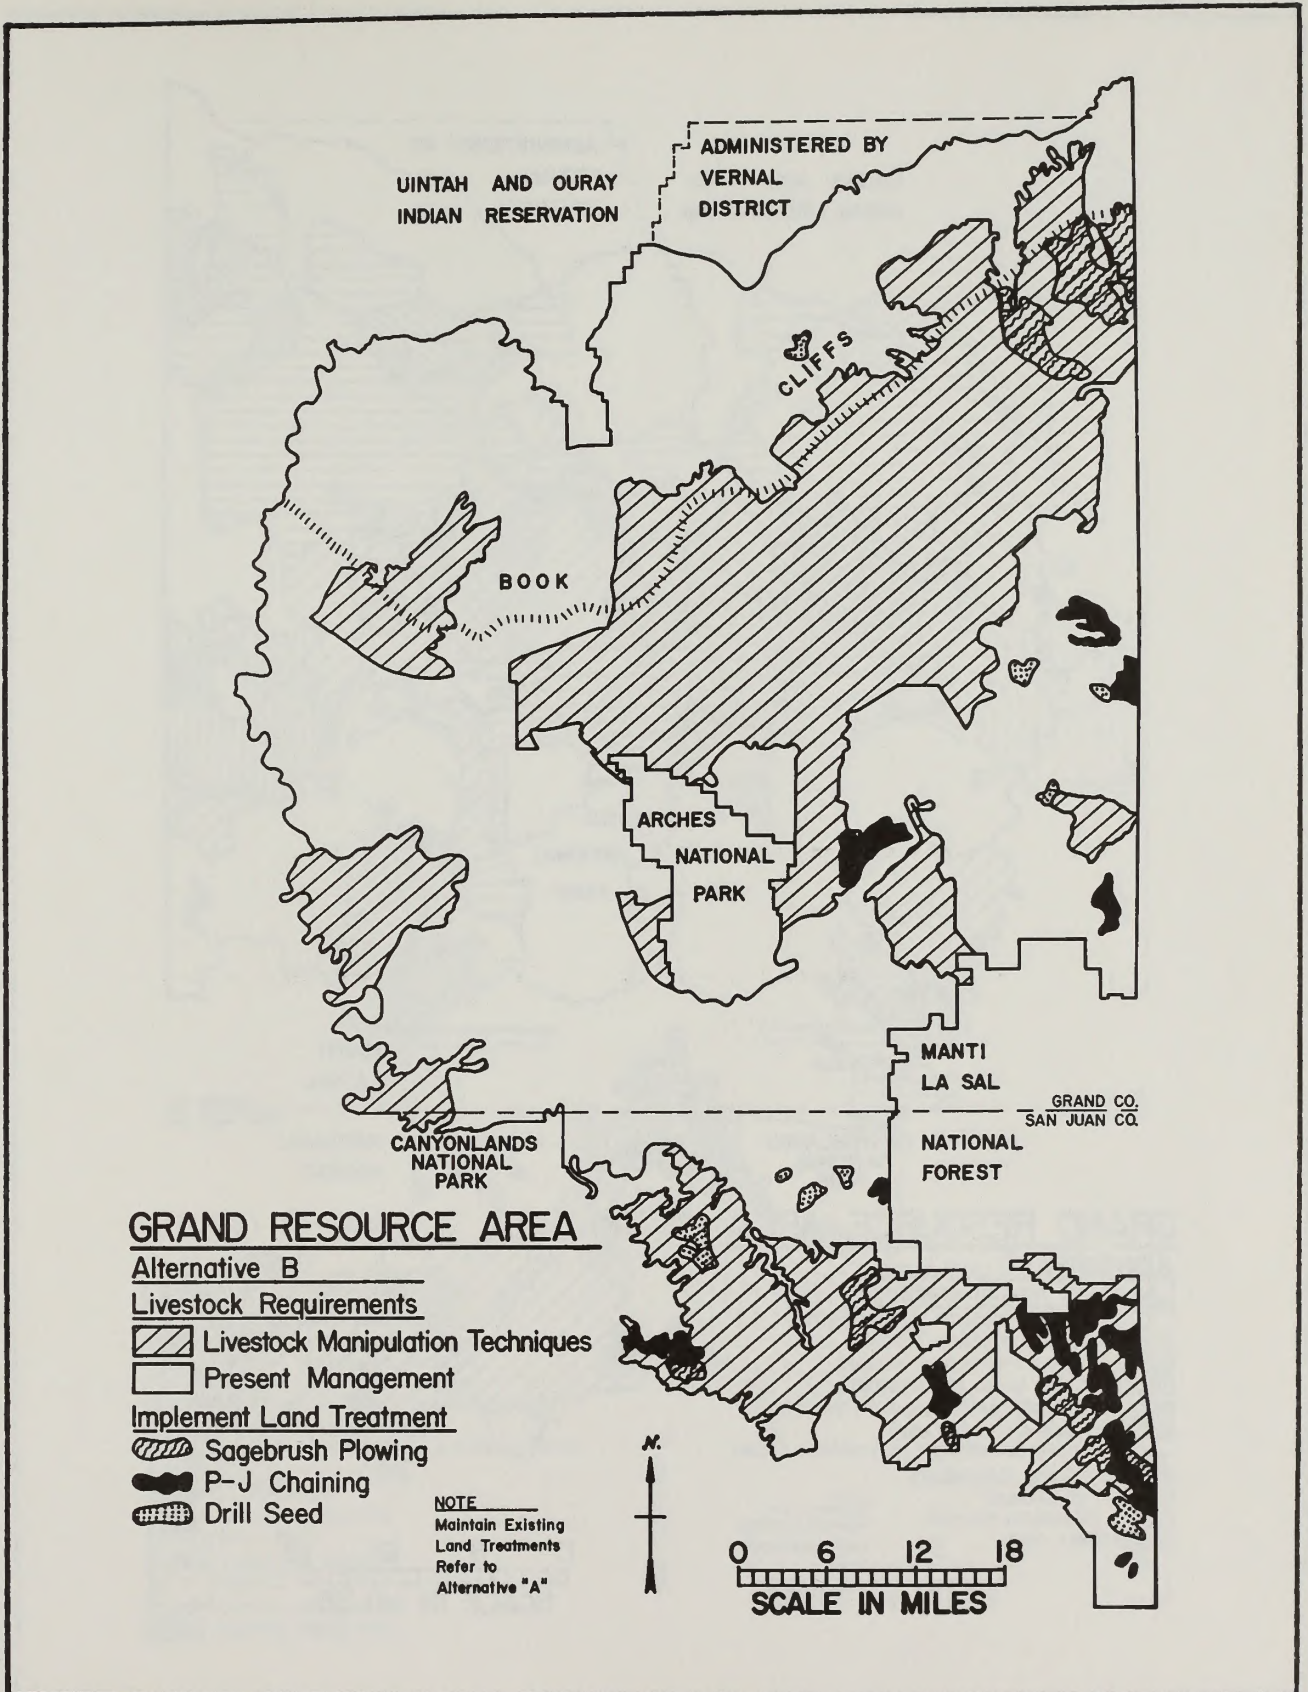 ADMINISTERED BY
VERNAL
DISTRICT
UINTAH AND OURAY
INDIAN RESERVATION
CLIFFS
BOOK
ARCHES
NATIONAL
PARK
MANTI
LA SAL
GRAND CO.
SAN JUAN CO.
NATIONAL
FOREST
CANYONLANDS
NATIONAL
PARK
GRAND RESOURCE AREA
Alternative B
Livestock Requirements
Livestock Manipulation Techniques
Present Management
Implement Land Treatment
Sagebrush Plowing
P-J Chaining
Drill Seed
NOTE
Maintain Existing
Land Treatments
Refer to
Alternative "A"
N.
0 6 12 18
SCALE IN MILES